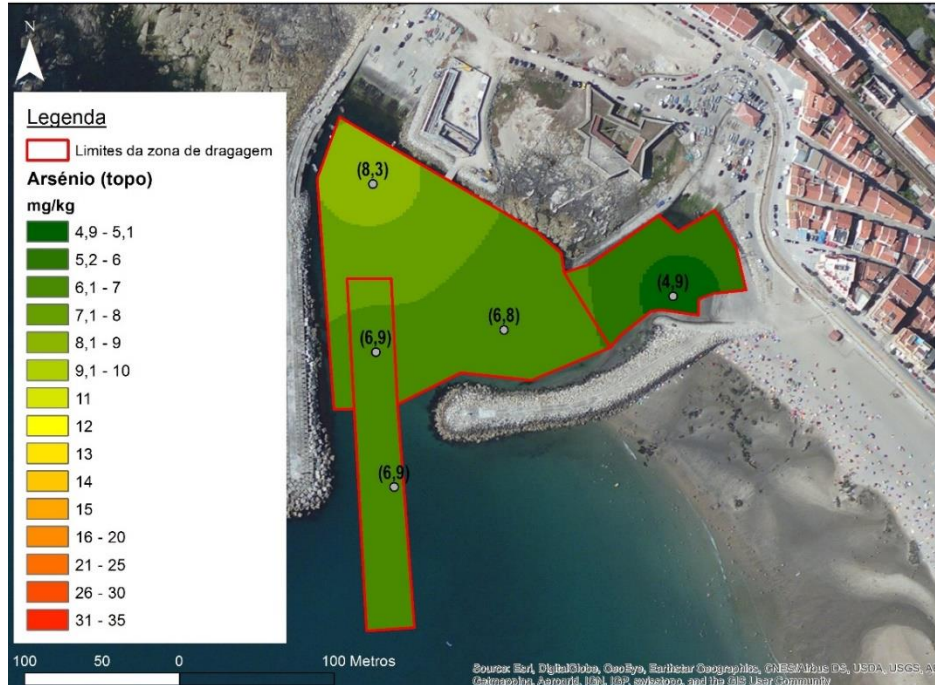 N
Legenda
Limites da zona de dragagem
Arsénio (topo)
mg/kg
4,9 - 5,1
5,2 - 6
6,1 - 7
7,1 - 8
8,1 - 9
9,1 - 10
11
12
13
14
15
16 - 20
21 - 25
26 - 30
31 - 35
(8,3)
(4,9)
(6,8)
(6,9)
(6,9)
100 50 0 100 Metros
Source: Esri, DigitalGlobe, GeoEye, Earthstar Geographics, CNES/Airbus DS, USDA, USGS,
Getmapping, Aerogrid, IGN, IGP, swisstopo, and the GIS User Community